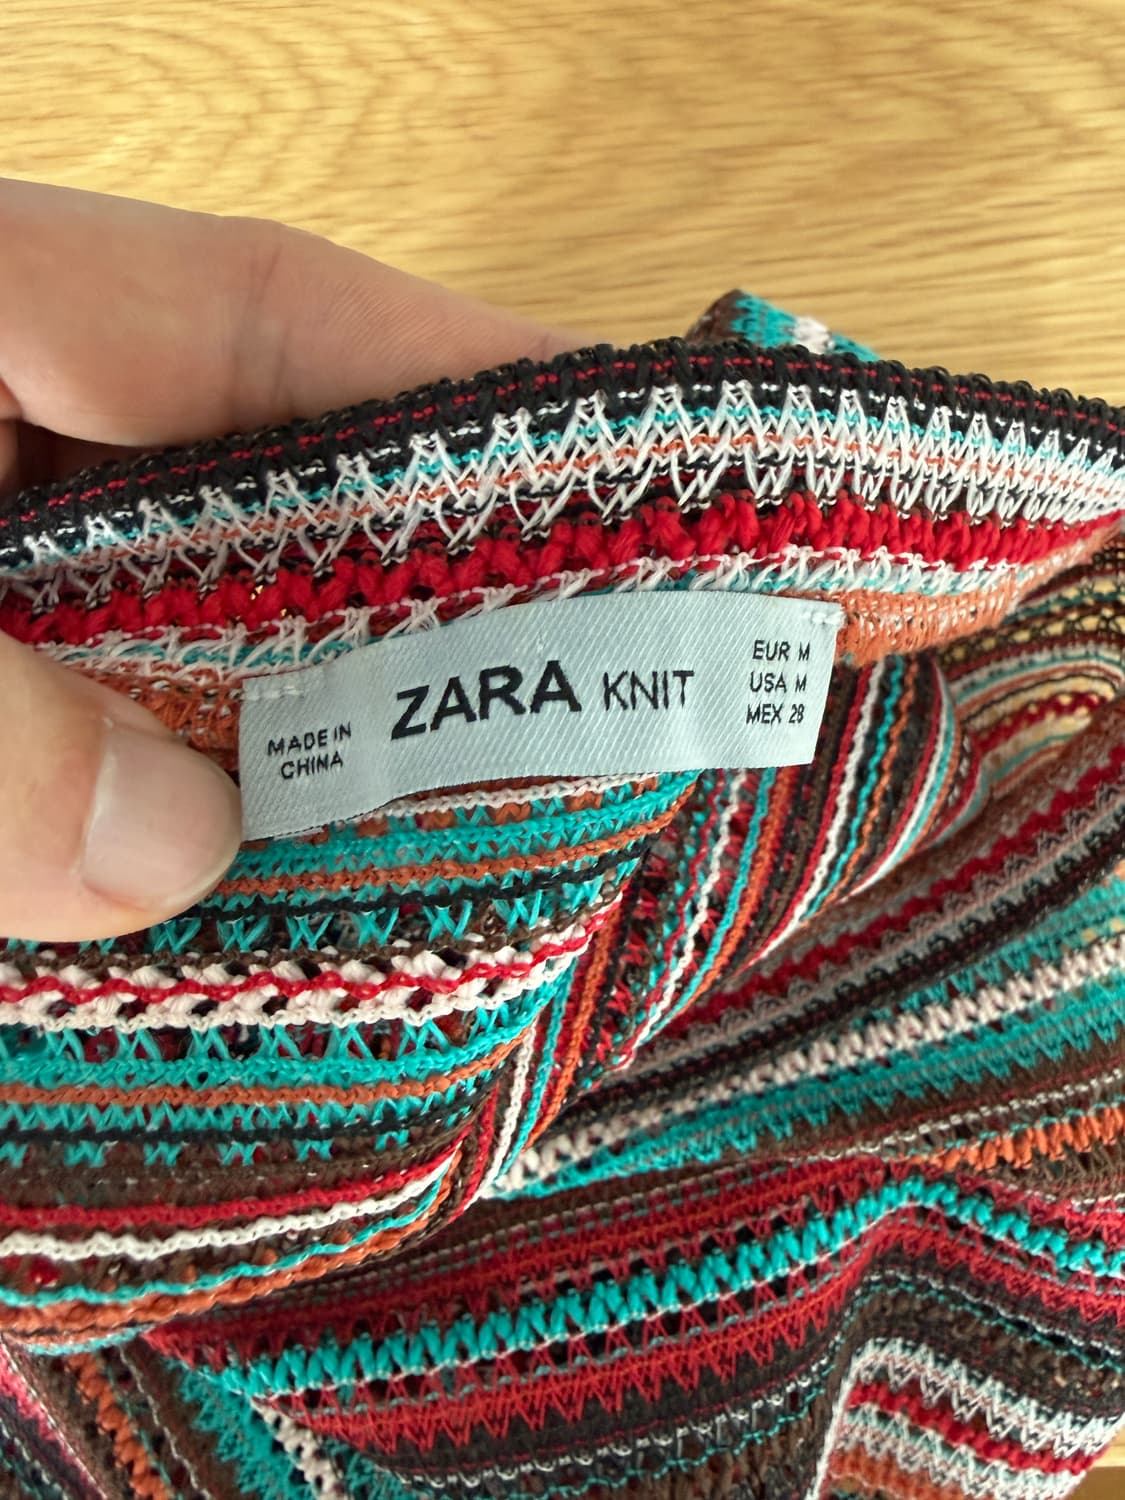 MADE IN
CHINA
ZARA KNIT
EUR M
USA M
MEX 28